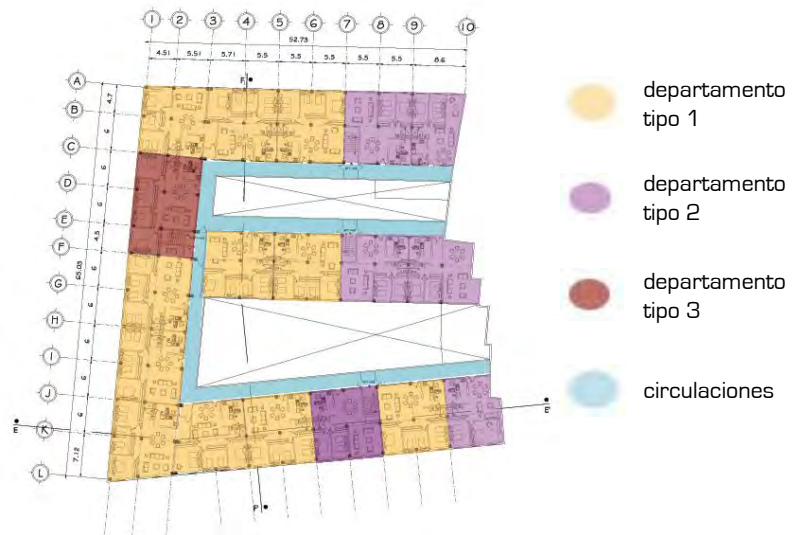 1 2 3 4 5 6 7 8 9 10
52.73
4.51 5.51 5.71 5.5 5.5 5.5 5.5 5.5 8.6
A
B
C
D
E
F
G
H
I
J
K
L
4.7
6
6
6
4.5
65.03
6
6
6
6
6
7.12
E
E'
departamento
tipo 1
departamento
tipo 2
departamento
tipo 3
circulaciones